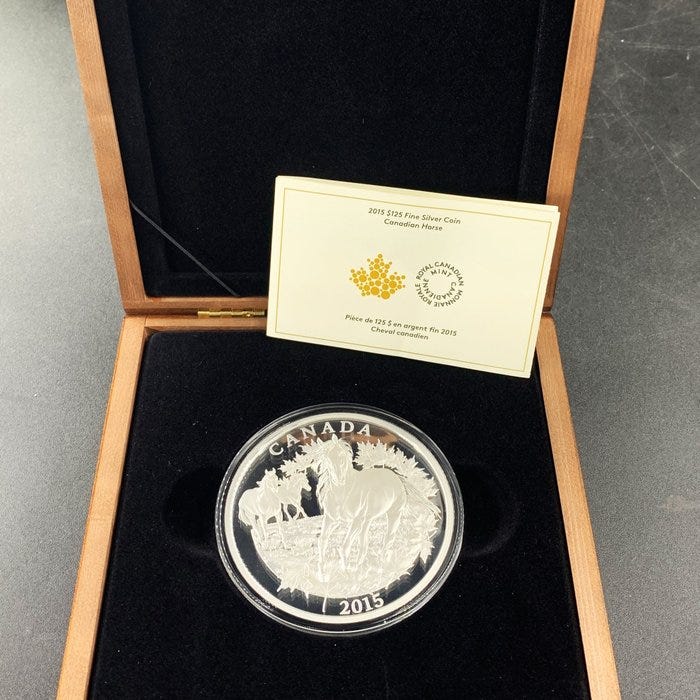 2015 $125 Fine Silver Coin
Canadian Horse
ROYAL CANADIAN MINT
MONNAIE ROYALE CANADIENNE
Pièce de 125 $ en argent fin 2015
Cheval canadien
CANADA
2015